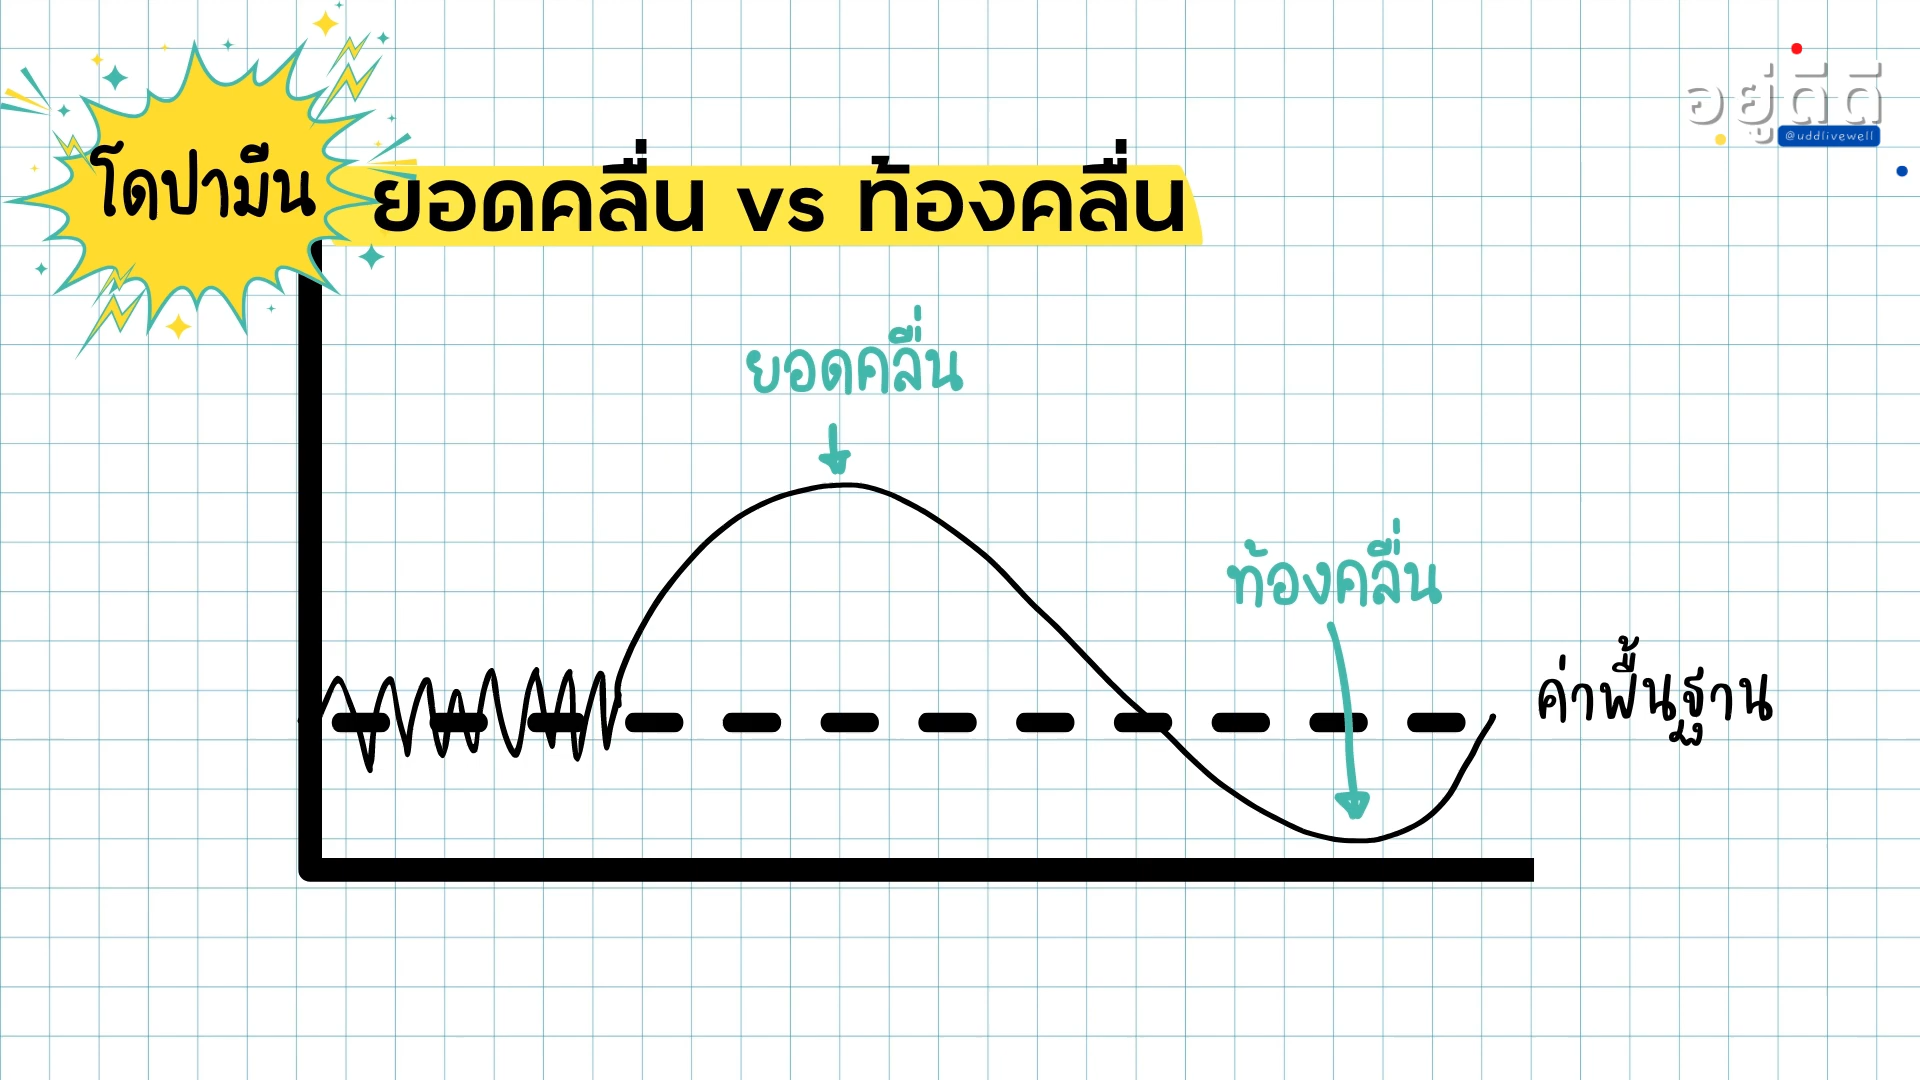 อยู่ดีดี
@uddlivewell
โดปามีน
ยอดคลื่น vs ท้องคลื่น
ยอดคลื่น
ท้องคลื่น
ค่าพื้นฐาน